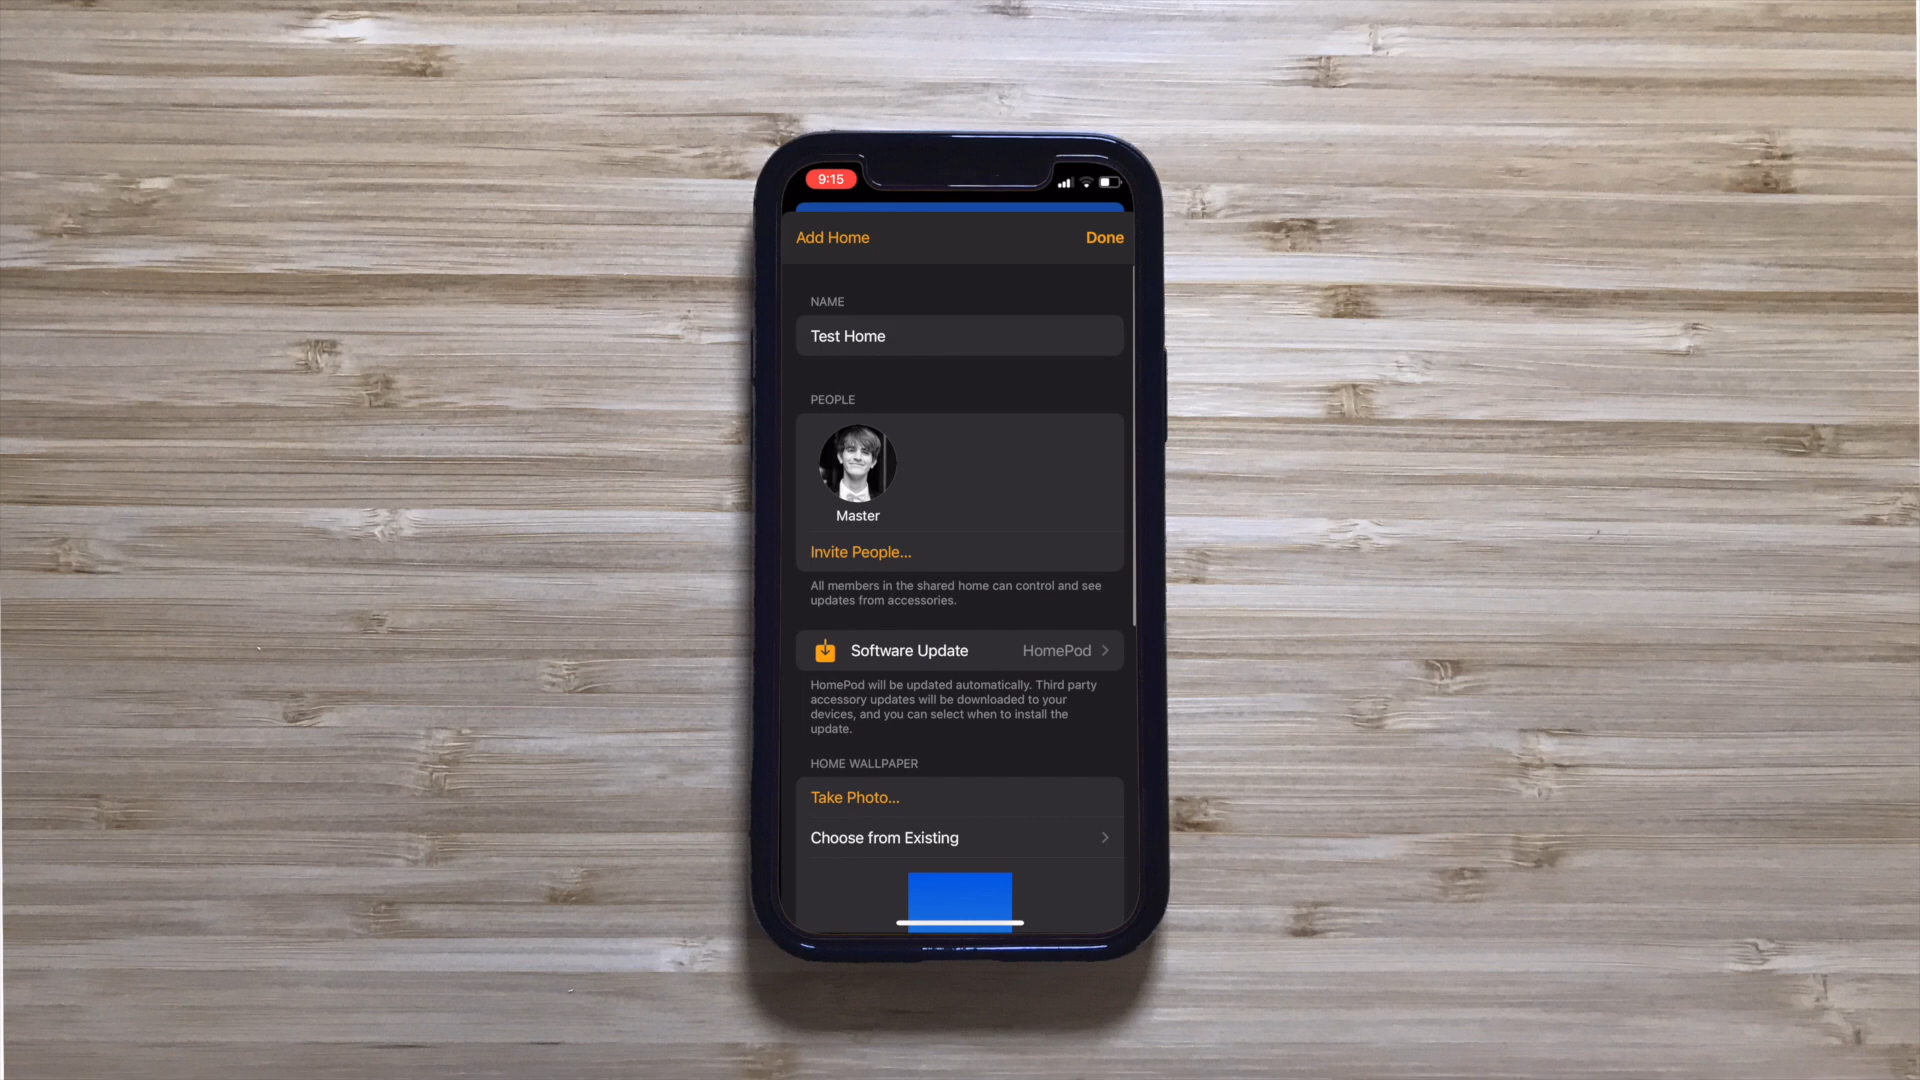 9:15
Add Home
Done
NAME
Test Home
PEOPLE
Master
Invite People...
All members in the shared home can control and see
updates from accessories.
Software Update
HomePod
HomePod will be updated automatically. Third party
accessory updates will be downloaded to your
devices, and you can select when to install the
update.
HOME WALLPAPER
Take Photo...
Choose from Existing